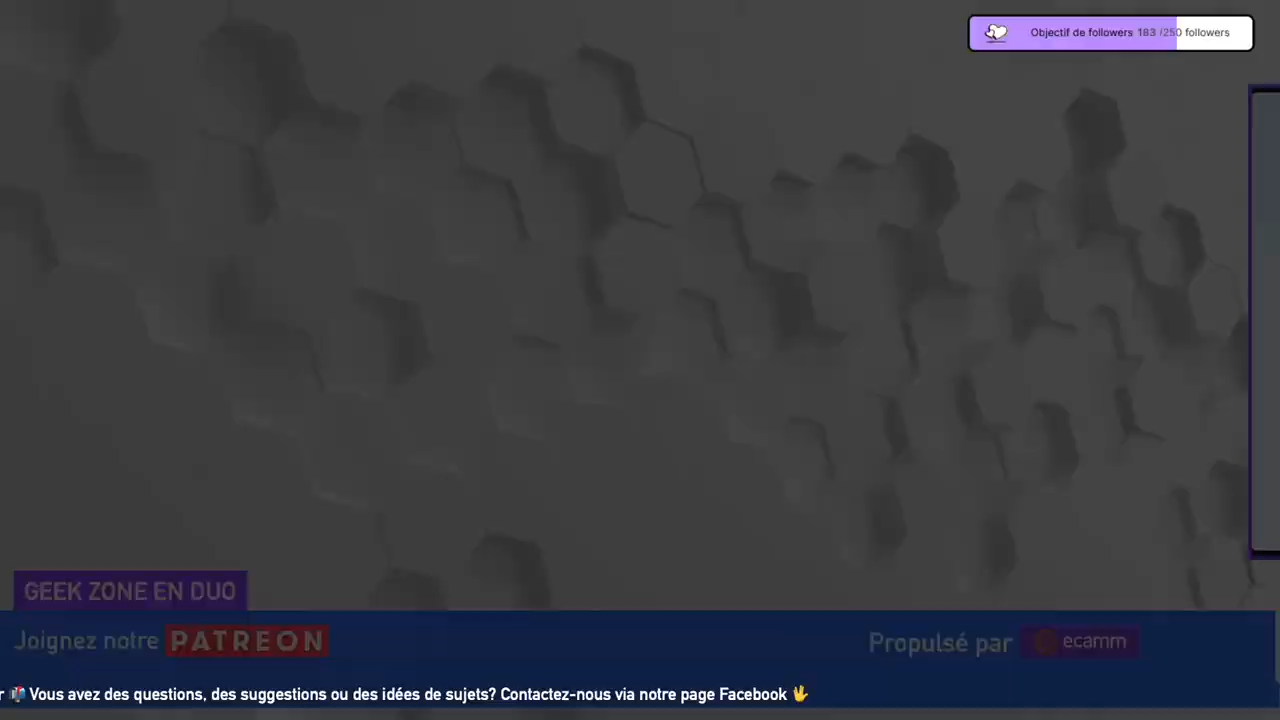 Objectif de followers 183 /250 followers
GEEK ZONE EN DUO
Joignez notre PATREON
Propulsé par ecamm
r 📬 Vous avez des questions, des suggestions ou des idées de sujets? Contactez-nous via notre page Facebook 🖖